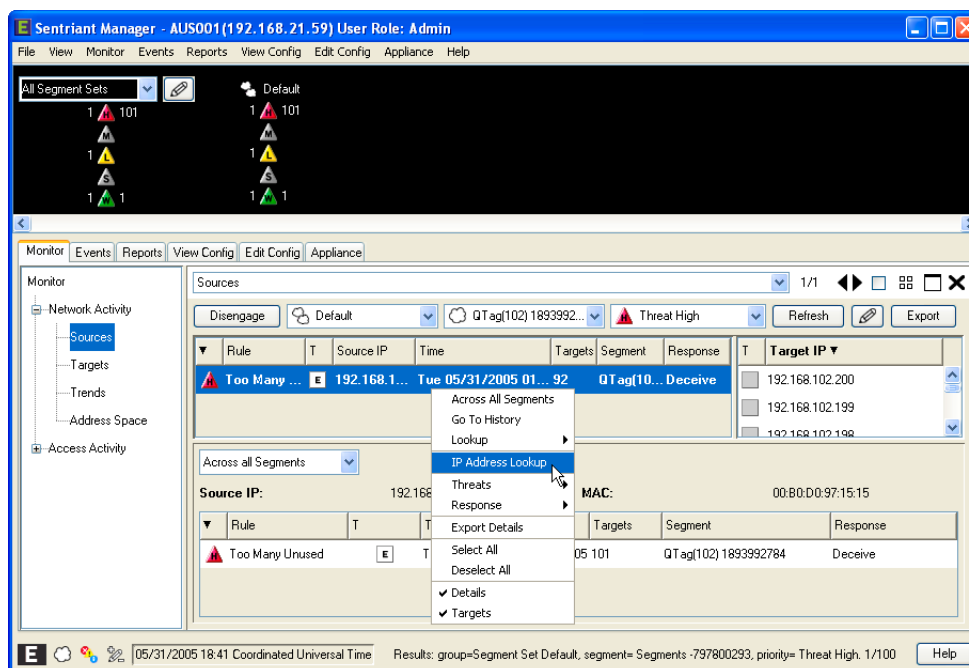 Sentriant Manager - AUS001(192.168.21.59) User Role: Admin
File View Monitor Events Reports View Config Edit Config Appliance Help
All Segment Sets
Default
1 H 101
1 H 101
M
M
1 L
1 L
S
S
1 W 1
1 W 1
Monitor Events Reports View Config Edit Config Appliance
Monitor
Network Activity
Sources
Targets
Trends
Address Space
Access Activity
Sources
1/1
Disengage
Default
QTag(102) 1893992...
H Threat High
Refresh
Export
Rule T Source IP Time Targets Segment Response
H Too Many ... E 192.168.1... Tue 05/31/2005 01... 92 QTag(10... Deceive
T Target IP
192.168.102.200
192.168.102.199
192.168.102.198
Across All Segments
Go To History
Lookup
IP Address Lookup
Threats
Response
Export Details
Select All
Deselect All
Details
Targets
Across all Segments
Source IP: 192.168
MAC: 00:B0:D0:97:15:15
Rule T T Targets Segment Response
H Too Many Unused E T 05 101 QTag(102) 1893992784 Deceive
E 05/31/2005 18:41 Coordinated Universal Time
Results: group=Segment Set Default, segment= Segments -797800293, priority= Threat High. 1/100
Help